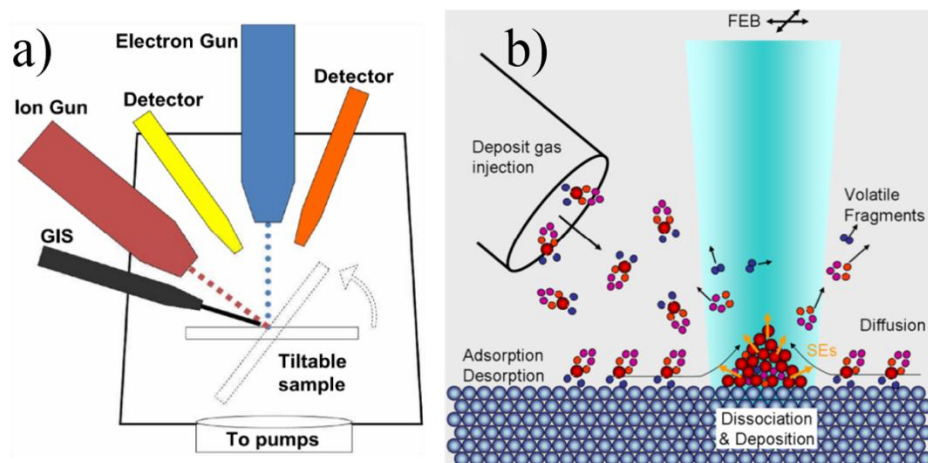 a)
Electron Gun
Detector
Detector
Ion Gun
GIS
Tiltable
sample
To pumps
b)
FEB
Deposit gas
injection
Volatile
Fragments
Diffusion
SEs
Adsorption
Desorption
Dissociation
& Deposition